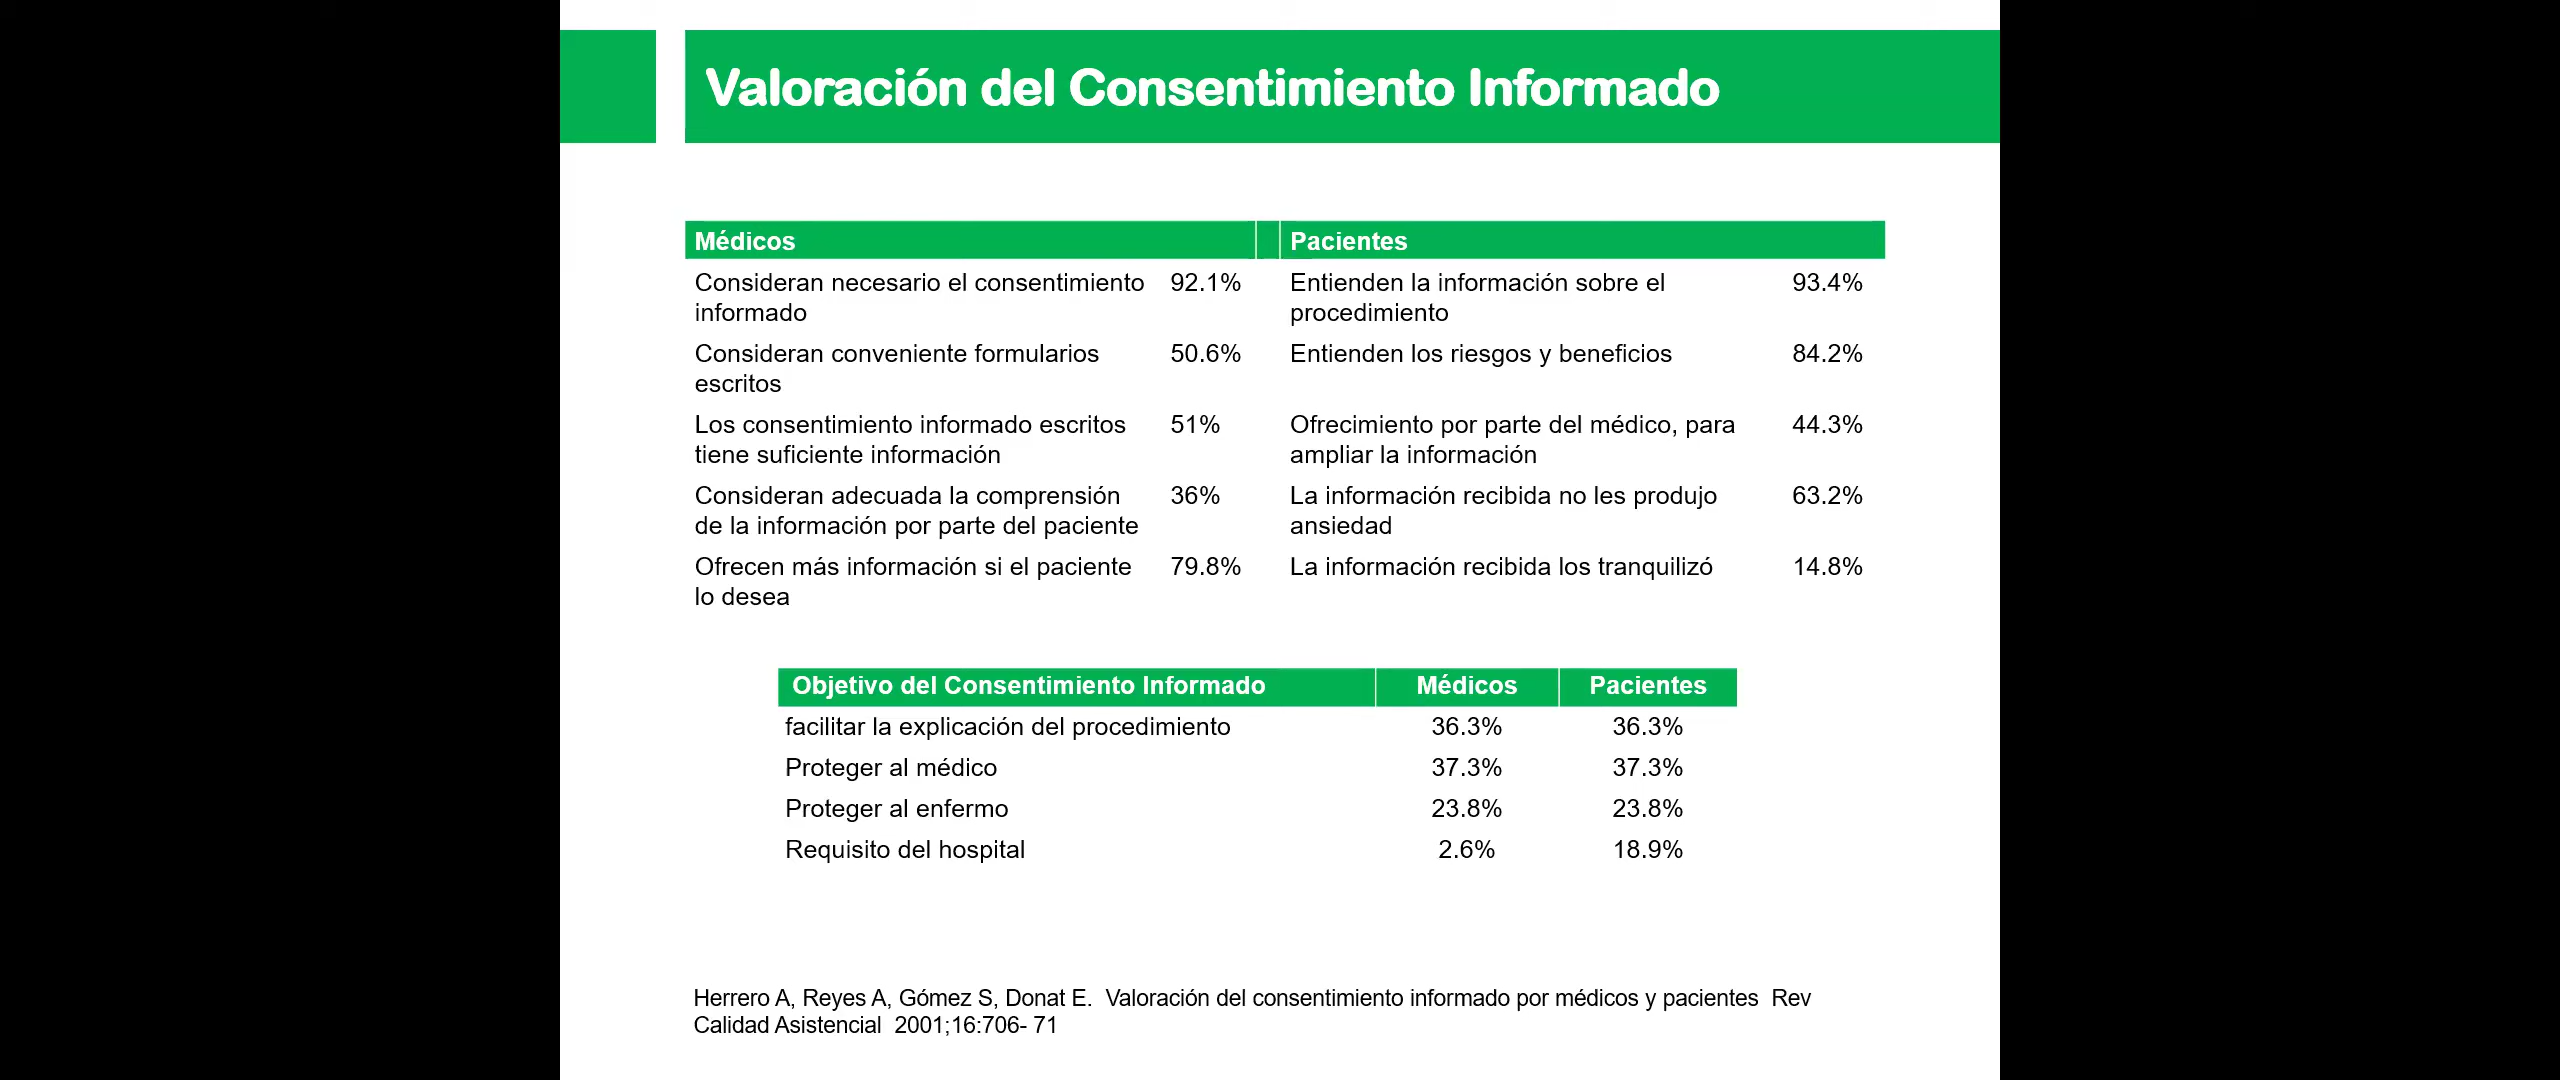 Valoración del Consentimiento Informado
Médicos Pacientes
Consideran necesario el consentimiento 92.1% Entienden la información sobre el 93.4%
informado procedimiento
Consideran conveniente formularios 50.6% Entienden los riesgos y beneficios 84.2%
escritos
Los consentimiento informado escritos 51% Ofrecimiento por parte del médico, para 44.3%
tiene suficiente información ampliar la información
Consideran adecuada la comprensión 36% La información recibida no les produjo 63.2%
de la información por parte del paciente ansiedad
Ofrecen más información si el paciente 79.8% La información recibida los tranquilizó 14.8%
lo desea
Objetivo del Consentimiento Informado Médicos Pacientes
facilitar la explicación del procedimiento 36.3% 36.3%
Proteger al médico 37.3% 37.3%
Proteger al enfermo 23.8% 23.8%
Requisito del hospital 2.6% 18.9%
Herrero A, Reyes A, Gómez S, Donat E. Valoración del consentimiento informado por médicos y pacientes Rev
Calidad Asistencial 2001;16:706- 71